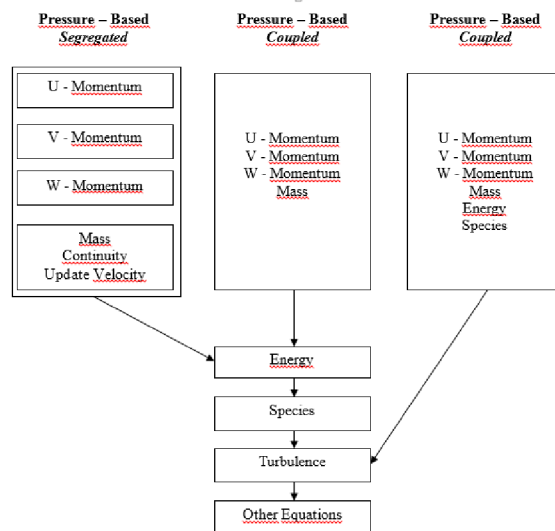 Pressure – Based
Segregated
Pressure – Based
Coupled
Pressure – Based
Coupled
U - Momentum
V - Momentum
W - Momentum
Mass
Continuity
Update Velocity
U - Momentum
V - Momentum
W - Momentum
Mass
U - Momentum
V - Momentum
W - Momentum
Mass
Energy
Species
Energy
Species
Turbulence
Other Equations